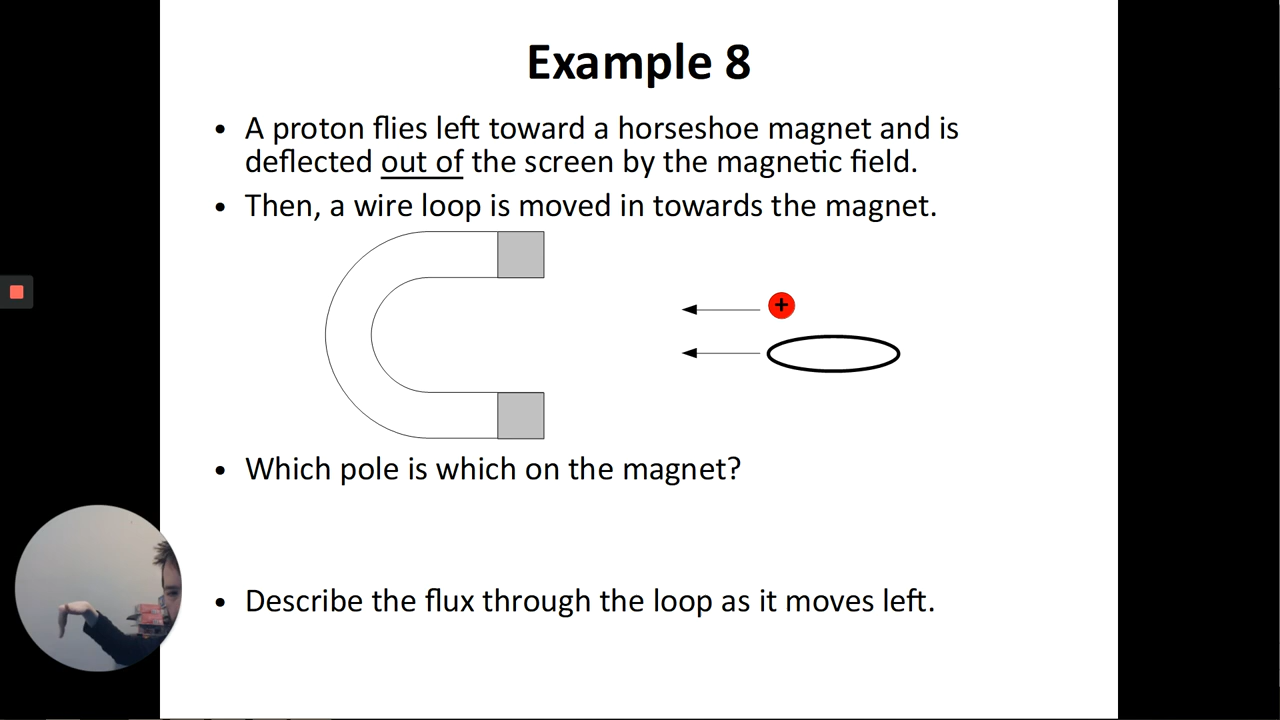 Example 8
• A proton flies left toward a horseshoe magnet and is
deflected out of the screen by the magnetic field.
• Then, a wire loop is moved in towards the magnet.
+
• Which pole is which on the magnet?
• Describe the flux through the loop as it moves left.